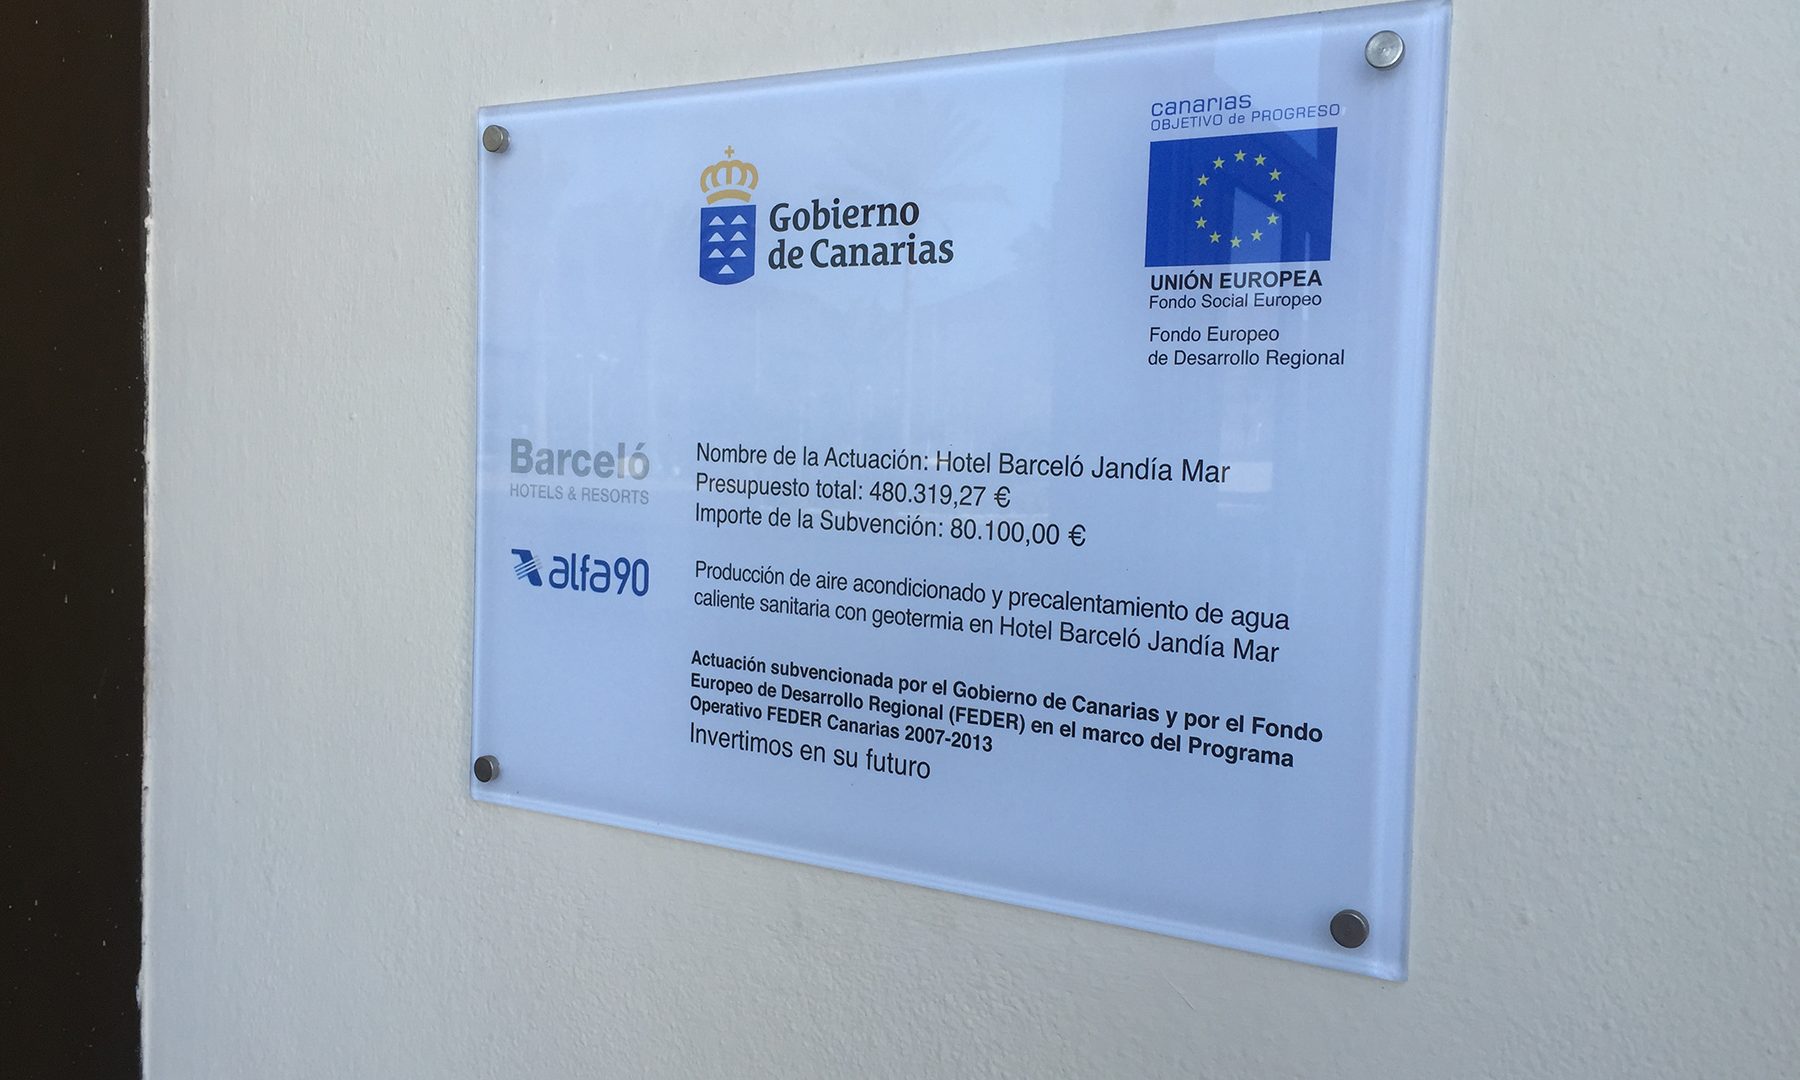 canarias
OBJETIVO de PROGRESO
Gobierno
de Canarias
UNIÓN EUROPEA
Fondo Social Europeo
Fondo Europeo
de Desarrollo Regional
Barceló
HOTELS & RESORTS
alfa90
Nombre de la Actuación: Hotel Barceló Jandía Mar
Presupuesto total: 480.319,27 €
Importe de la Subvención: 80.100,00 €
Producción de aire acondicionado y precalentamiento de agua
caliente sanitaria con geotermia en Hotel Barceló Jandía Mar
Actuación subvencionada por el Gobierno de Canarias y por el Fondo
Europeo de Desarrollo Regional (FEDER) en el marco del Programa
Operativo FEDER Canarias 2007-2013
Invertimos en su futuro